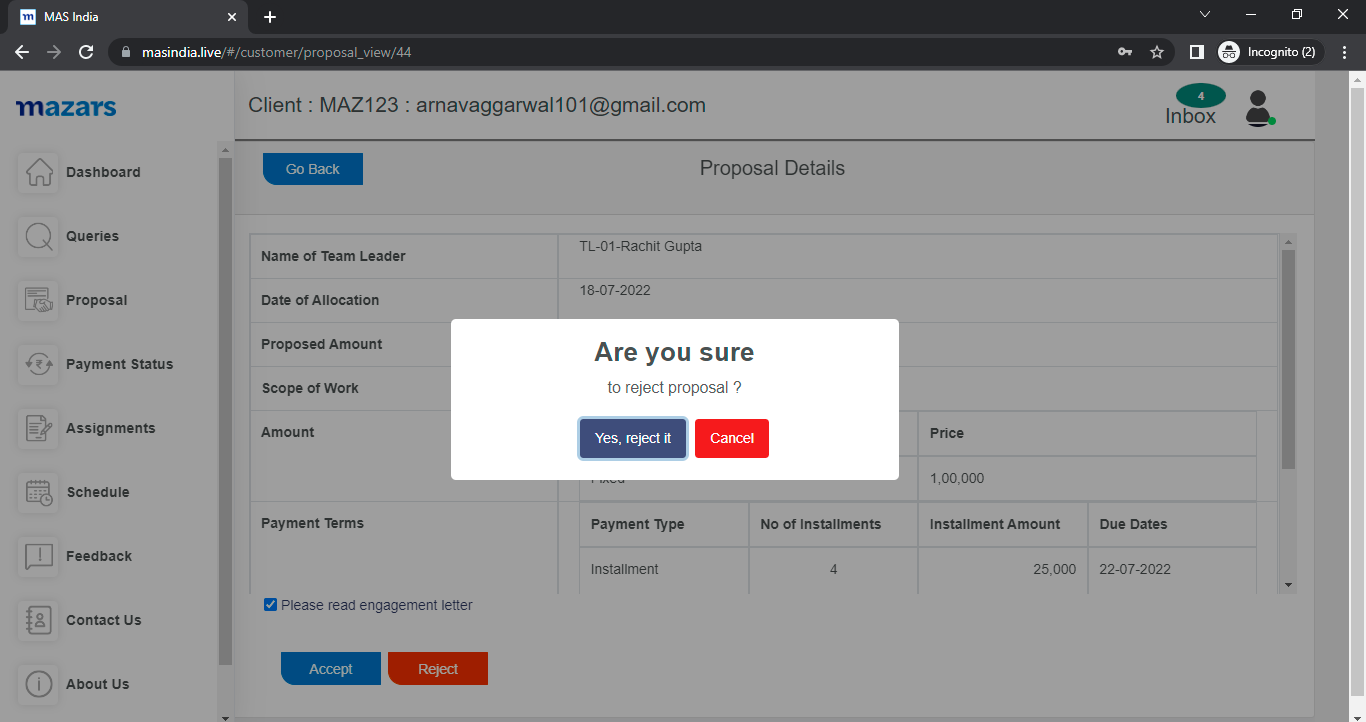 MAS India
masindia.live/#/customer/proposal_view/44
Incognito (2)
mazars
Client : MAZ123 : arnavaggarwal101@gmail.com
4
Inbox
Dashboard
Queries
Proposal
Payment Status
Assignments
Schedule
Feedback
Contact Us
About Us
Go Back
Proposal Details
Name of Team Leader
TL-01-Rachit Gupta
Date of Allocation
18-07-2022
Proposed Amount
Scope of Work
Amount
Price
Fixed
1,00,000
Are you sure
to reject proposal ?
Yes, reject it
Cancel
Payment Terms
Payment Type
No of Installments
Installment Amount
Due Dates
Installment
4
25,000
22-07-2022
Please read engagement letter
Accept
Reject